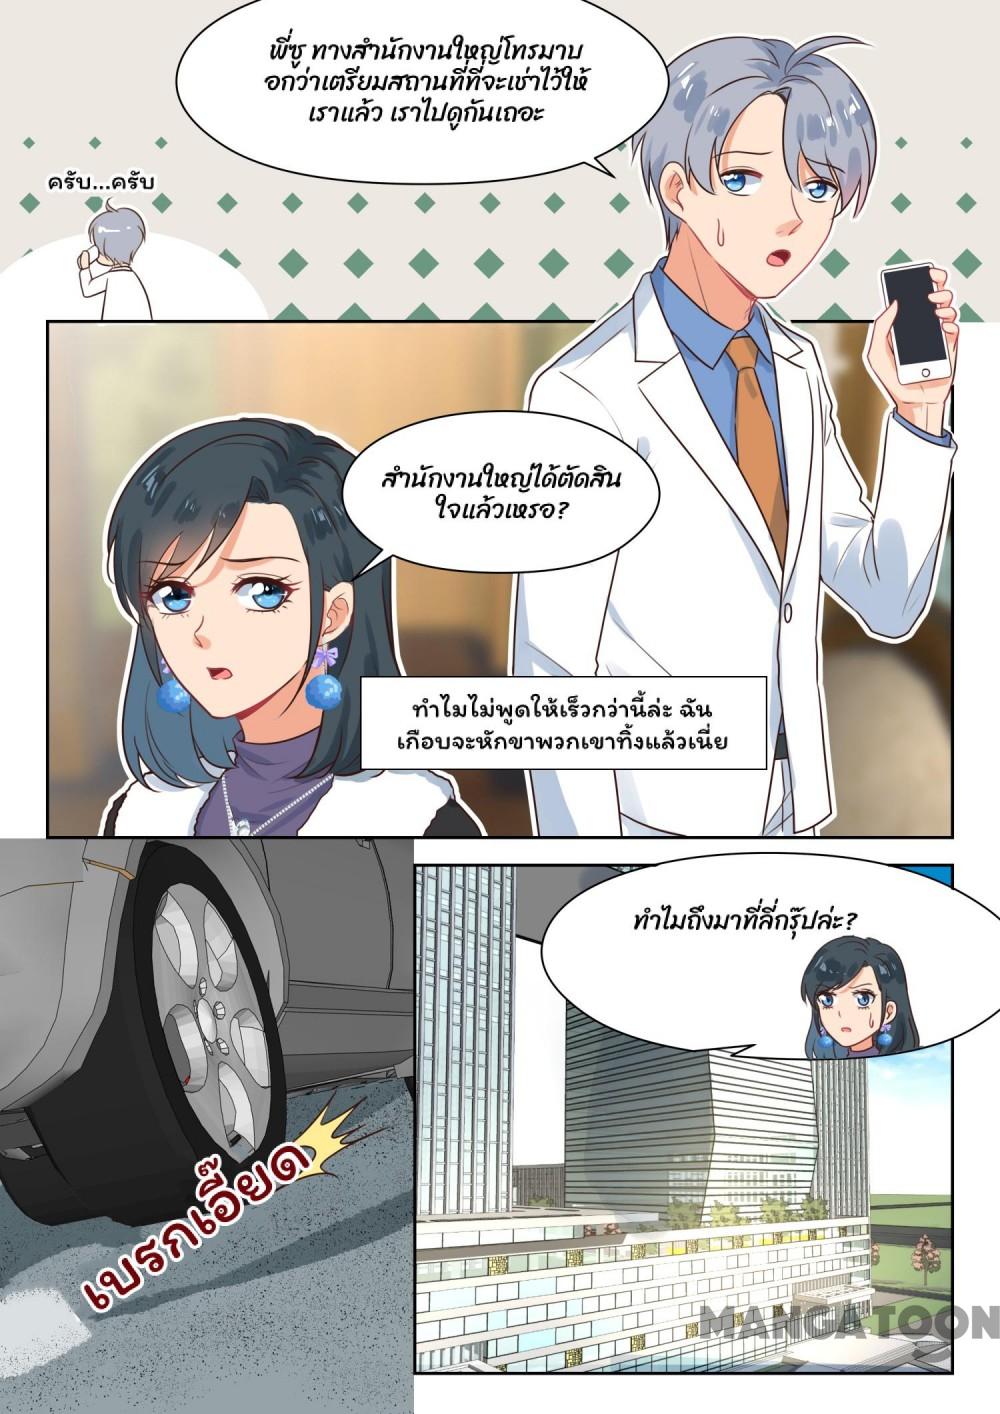 พี่ซู ทางสำนักงานใหญ่โทรมาบ
อกว่าเตรียมสถานที่ที่จะเช่าไว้ให้
เราแล้ว เราไปดูกันเถอะ
ครับ...ครับ
สำนักงานใหญ่ได้ตัดสิน
ใจแล้วเหรอ?
ทำไมไม่พูดให้เร็วกว่านี้ล่ะ ฉัน
เกือบจะหักขาพวกเขาทิ้งแล้วเนี่ย
ทำไมถึงมาที่ลี่กรุ๊ปล่ะ?
เบรกเอี๊ยด
MANGATOON